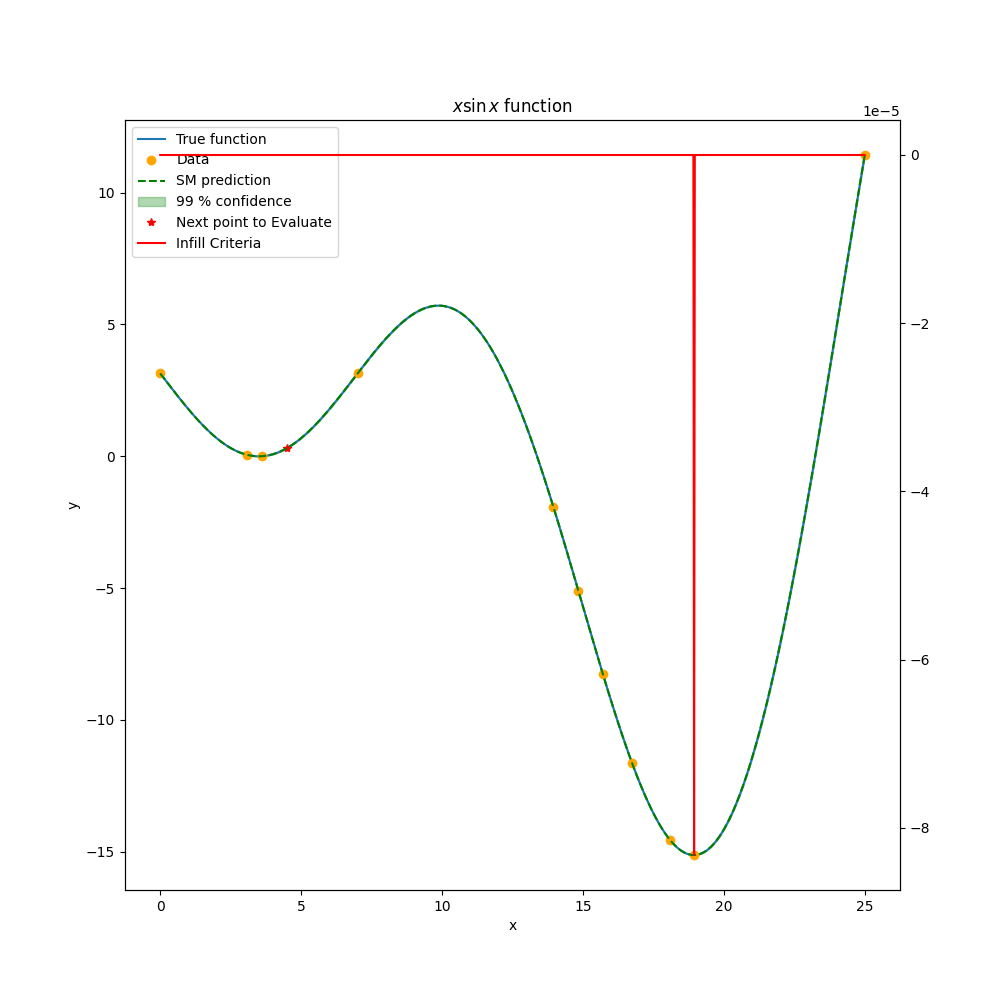 x sin x function
1e−5
True function
Data
SM prediction
99 % confidence
Next point to Evaluate
Infill Criteria
10
5
0
−5
−10
−15
y
0
−2
−4
−6
−8
0
5
10
15
20
25
x